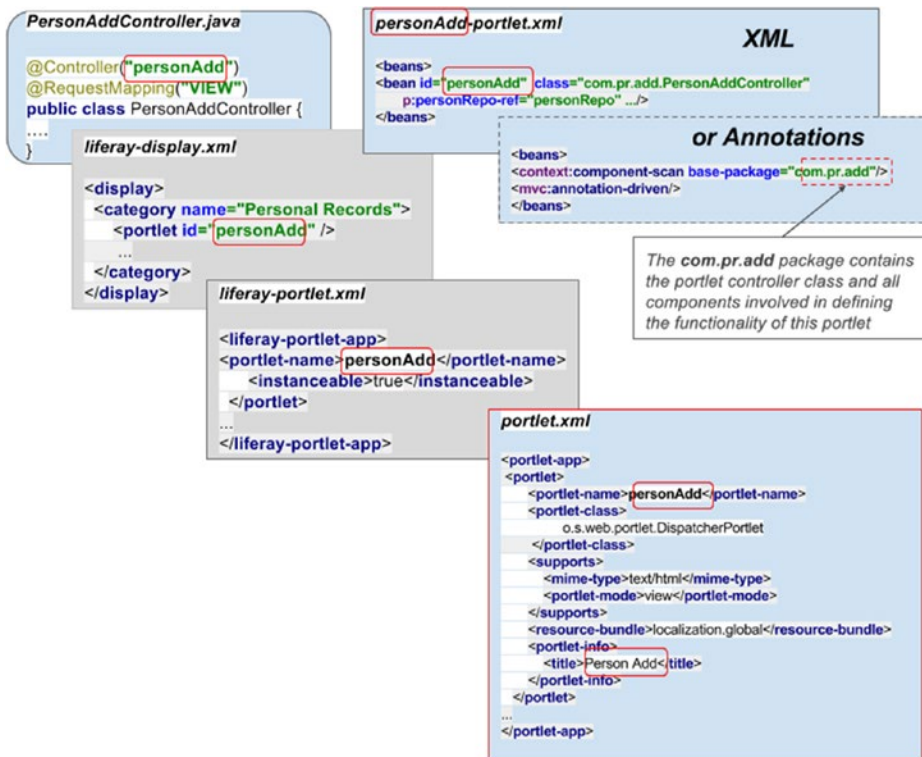 PersonAddController.java
@Controller("personAdd")
@RequestMapping("VIEW")
public class PersonAddController {
....
}
personAdd-portlet.xml
XML
<beans>
<bean id="personAdd" class="com.pr.add.PersonAddController"
p:personRepo-ref="personRepo" .../>
</beans>
or Annotations
<beans>
<context:component-scan base-package="com.pr.add"/>
<mvc:annotation-driven/>
</beans>
The com.pr.add package contains
the portlet controller class and all
components involved in defining
the functionality of this portlet
liferay-display.xml
<display>
<category name="Personal Records">
<portlet id="personAdd" />
...
</category>
</display>
liferay-portlet.xml
<liferay-portlet-app>
<portlet-name>personAdd</portlet-name>
<instanceable>true</instanceable>
</portlet>
...
</liferay-portlet-app>
portlet.xml
<portlet-app>
<portlet>
<portlet-name>personAdd</portlet-name>
<portlet-class>
o.s.web.portlet.DispatcherPortlet
</portlet-class>
<supports>
<mime-type>text/html</mime-type>
<portlet-mode>view</portlet-mode>
</supports>
<resource-bundle>localization.global</resource-bundle>
<portlet-info>
<title>Person Add</title>
</portlet-info>
</portlet>
...
</portlet-app>